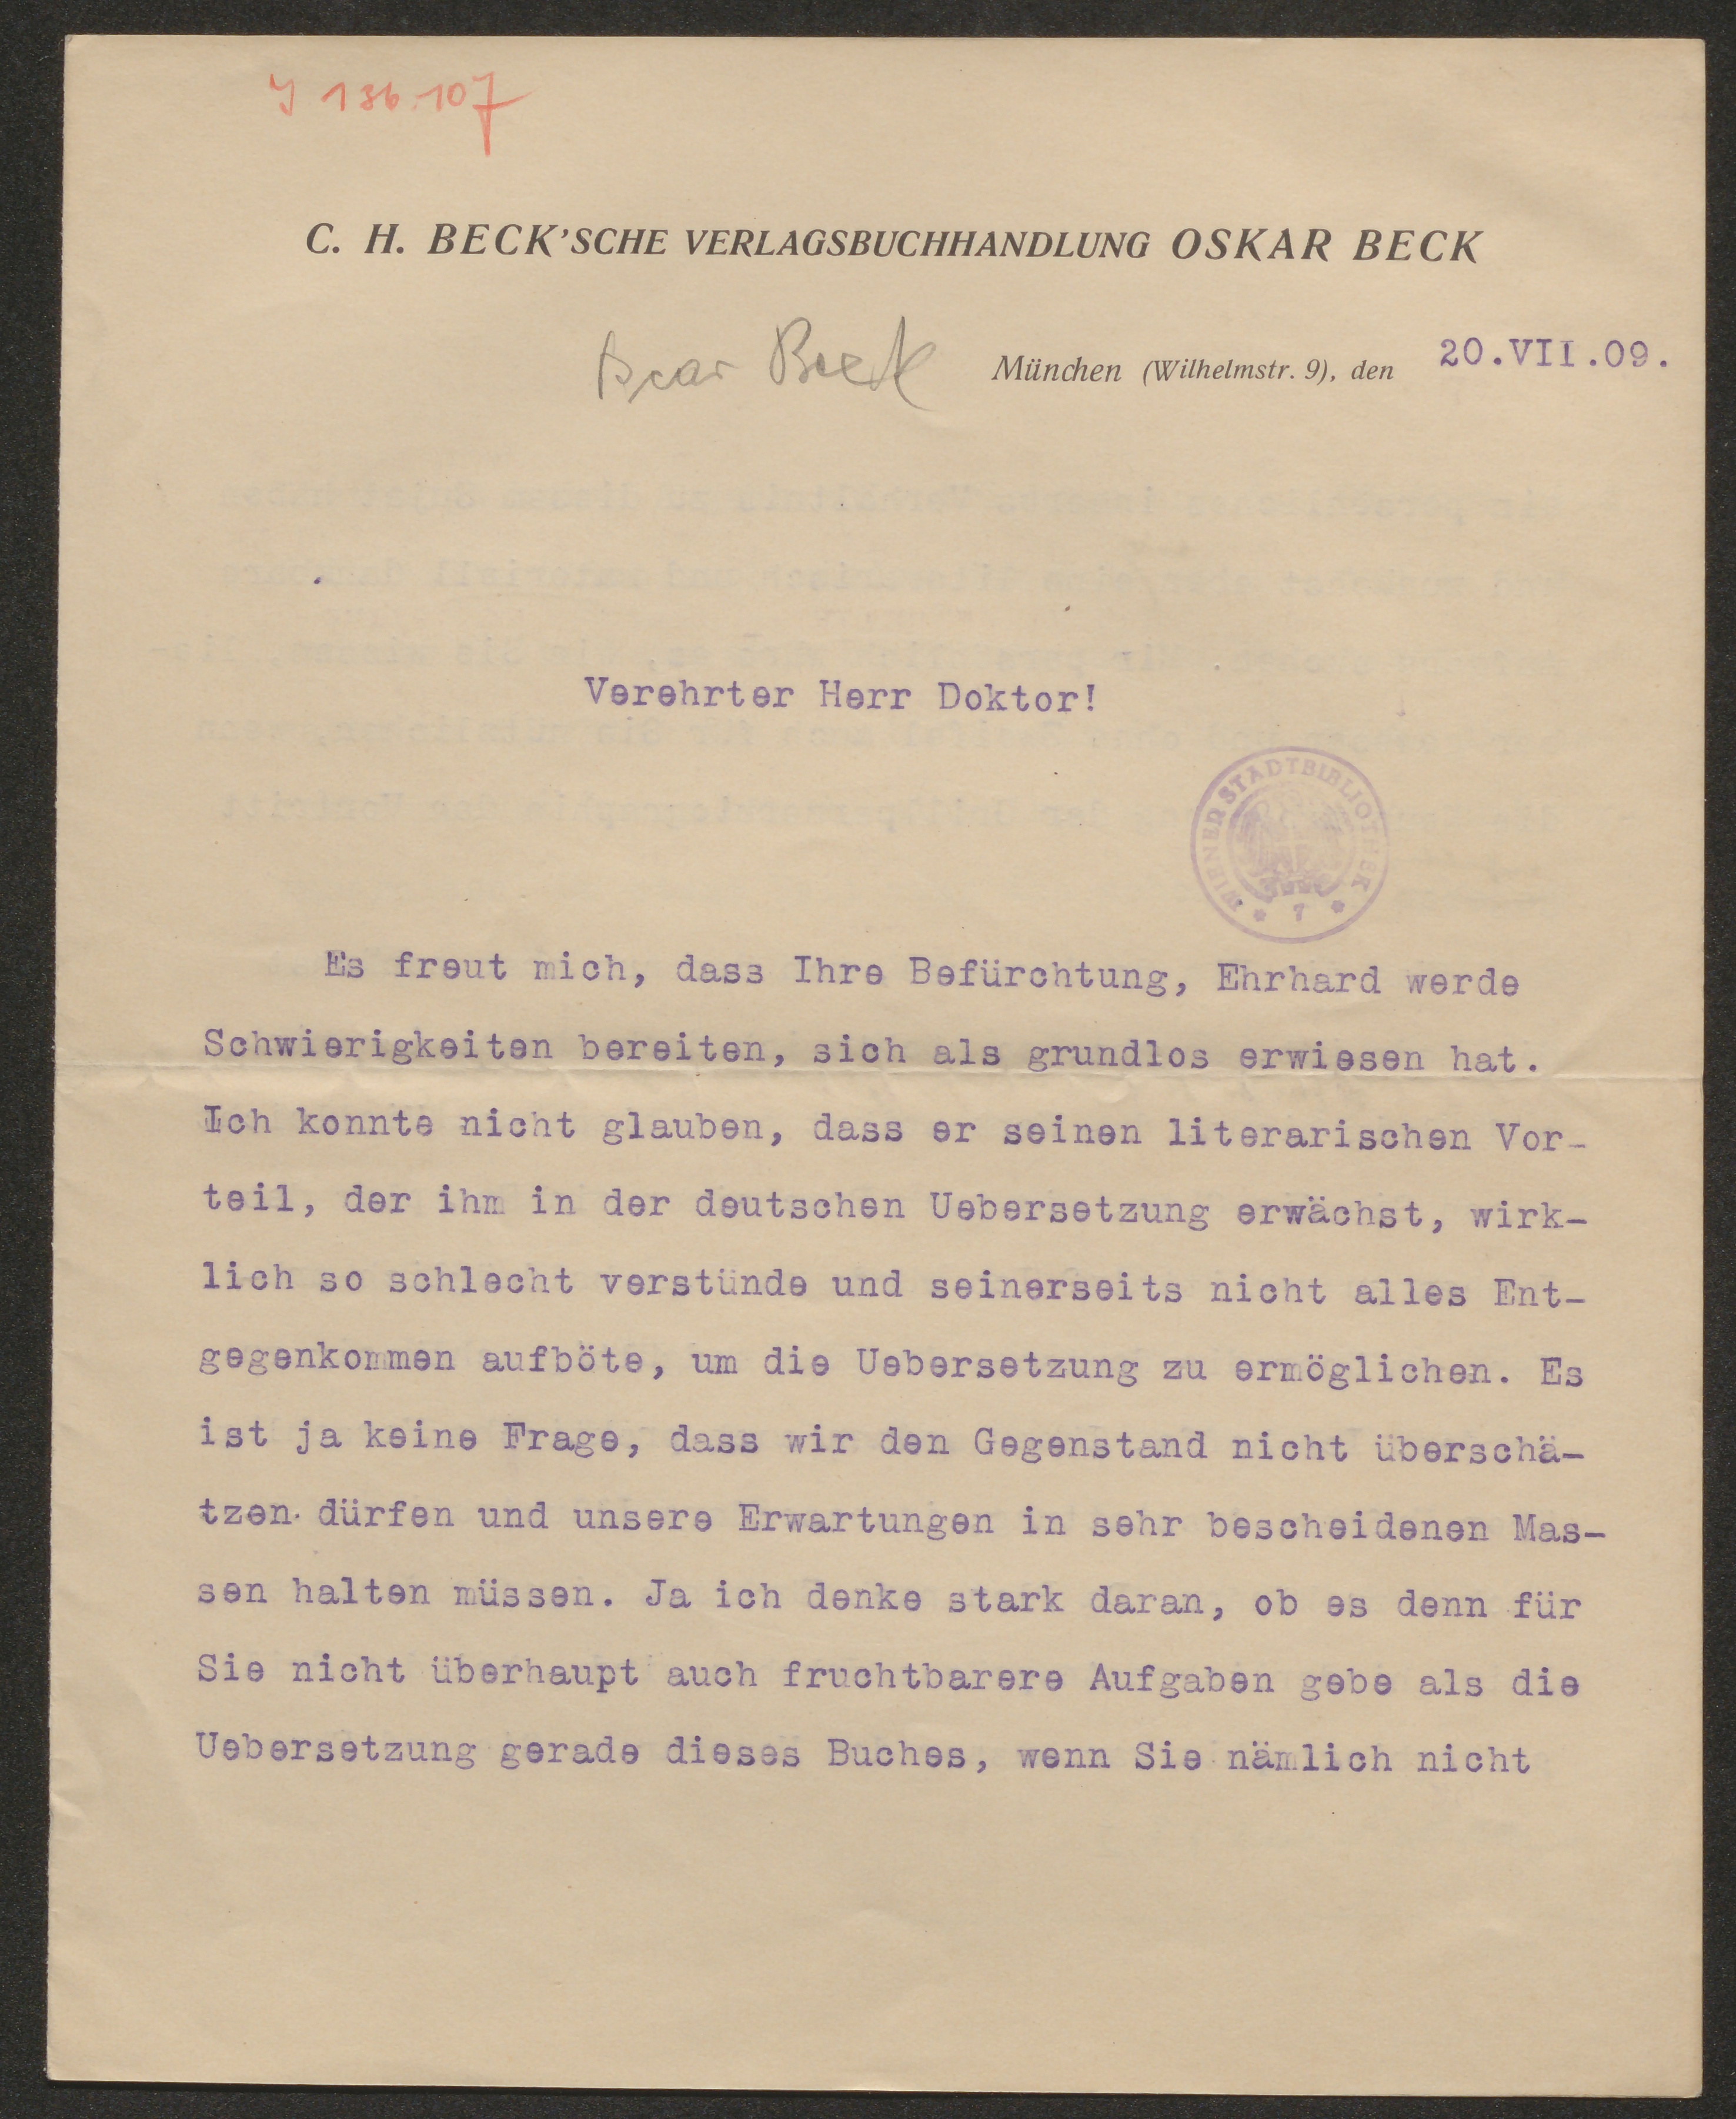 J 136.107
C. H. BECK'SCHE VERLAGSBUCHHANDLUNG OSKAR BECK
Oscar Beck
München (Wilhelmstr. 9), den 20.VII.09.
Verehrter Herr Doktor!
WIENER STADTBIBLIOTHEK
* 7 *
Es freut mich, dass Ihre Befürchtung, Ehrhard werde
Schwierigkeiten bereiten, sich als grundlos erwiesen hat.
Ich konnte nicht glauben, dass er seinen literarischen Vor-
teil, der ihm in der deutschen Uebersetzung erwächst, wirk-
lich so schlecht verstünde und seinerseits nicht alles Ent-
gegenkommen aufböte, um die Uebersetzung zu ermöglichen. Es
ist ja keine Frage, dass wir den Gegenstand nicht überschä-
tzen dürfen und unsere Erwartungen in sehr bescheidenen Mas-
sen halten müssen. Ja ich denke stark daran, ob es denn für
Sie nicht überhaupt auch fruchtbarere Aufgaben gebe als die
Uebersetzung gerade dieses Buches, wenn Sie nämlich nicht